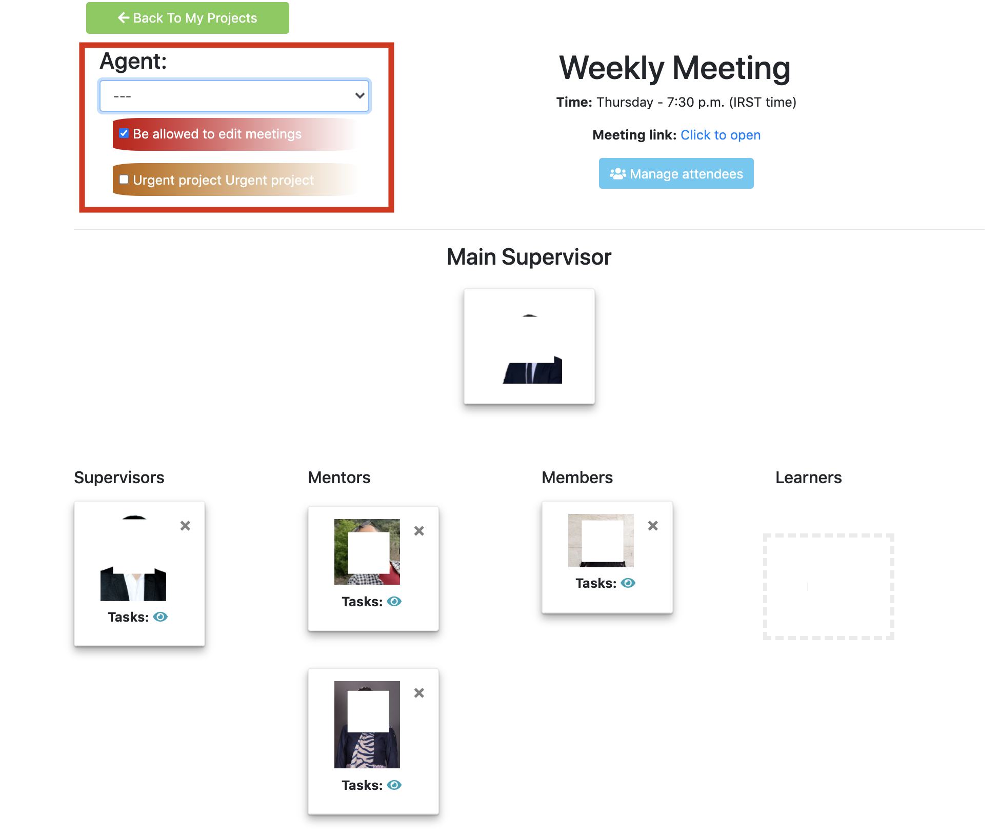 Back To My Projects
Agent:
---
Be allowed to edit meetings
Urgent project Urgent project
Weekly Meeting
Time: Thursday - 7:30 p.m. (IRST time)
Meeting link: Click to open
Manage attendees
Main Supervisor
Supervisors
Tasks:
Mentors
Tasks:
Tasks:
Members
Tasks:
Learners